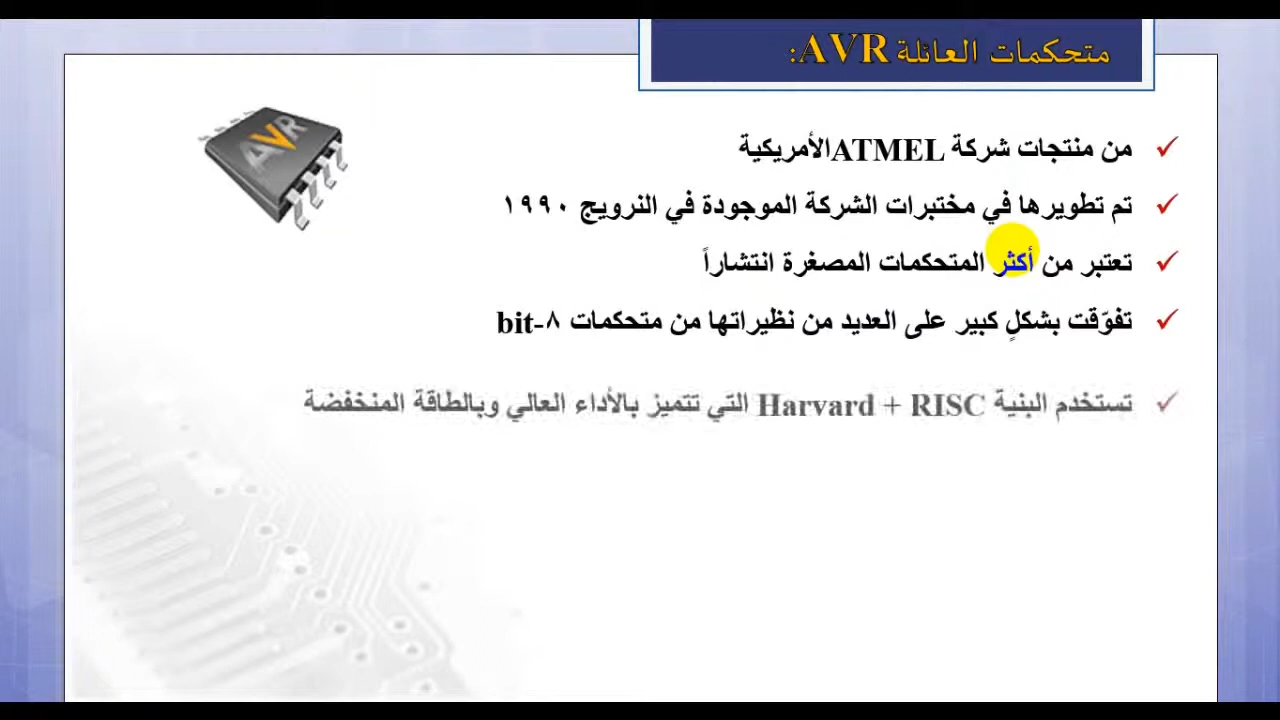 متحكمات العائلة AVR:
AVR
من منتجات شركة ATMELالأمريكية
تم تطويرها في مختبرات الشركة الموجودة في النرويج ١٩٩٠
تعتبر من أكثر المتحكمات المصغرة انتشاراً
تفوّقت بشكلٍ كبير على العديد من نظيراتها من متحكمات ٨-bit
تستخدم البنية Harvard + RISC التي تتميز بالأداء العالي وبالطاقة المنخفضة